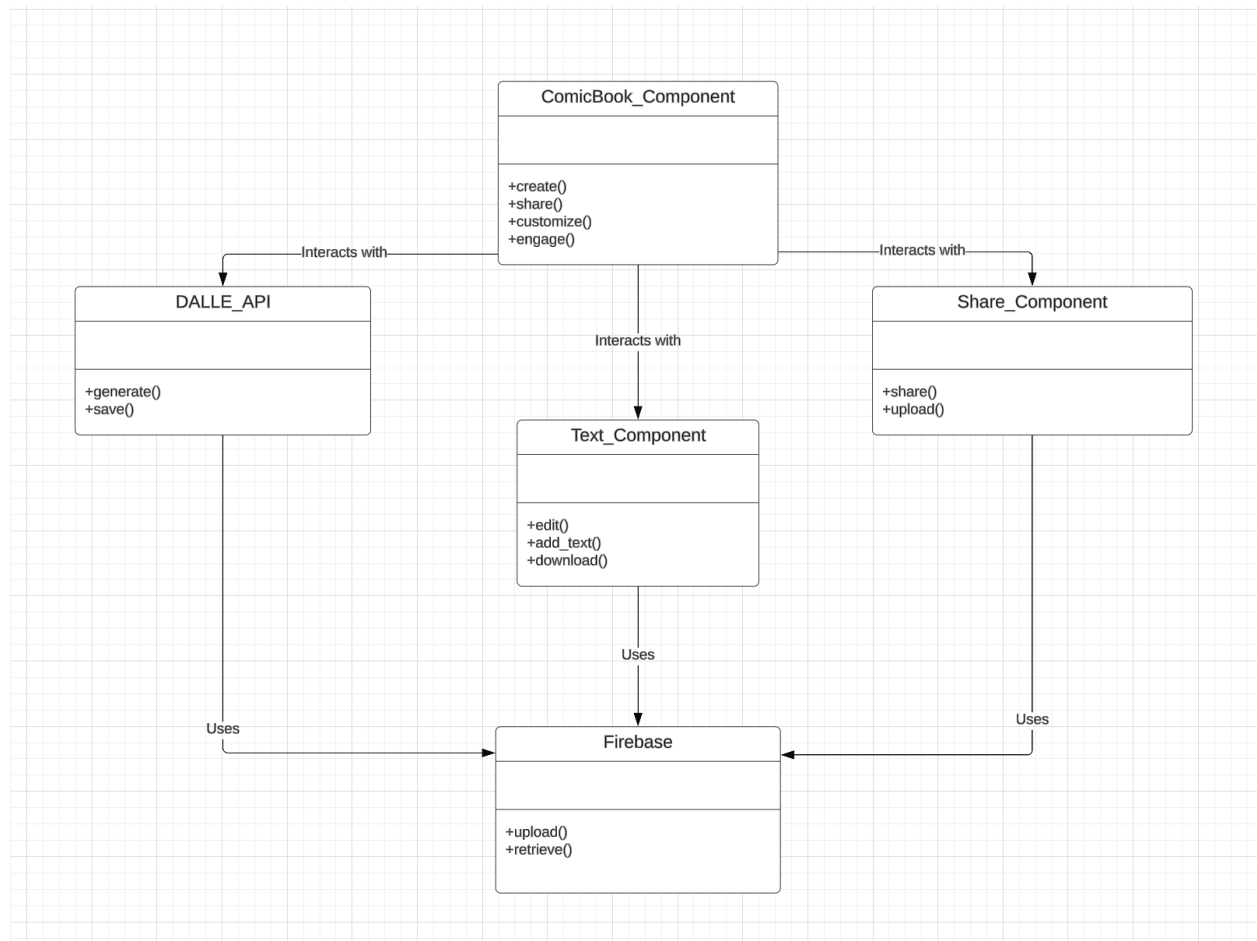 ComicBook_Component
+create()
+share()
+customize()
+engage()
Interacts with
Interacts with
DALLE_API
+generate()
+save()
Share_Component
+share()
+upload()
Interacts with
Text_Component
+edit()
+add_text()
+download()
Uses
Uses
Uses
Firebase
+upload()
+retrieve()